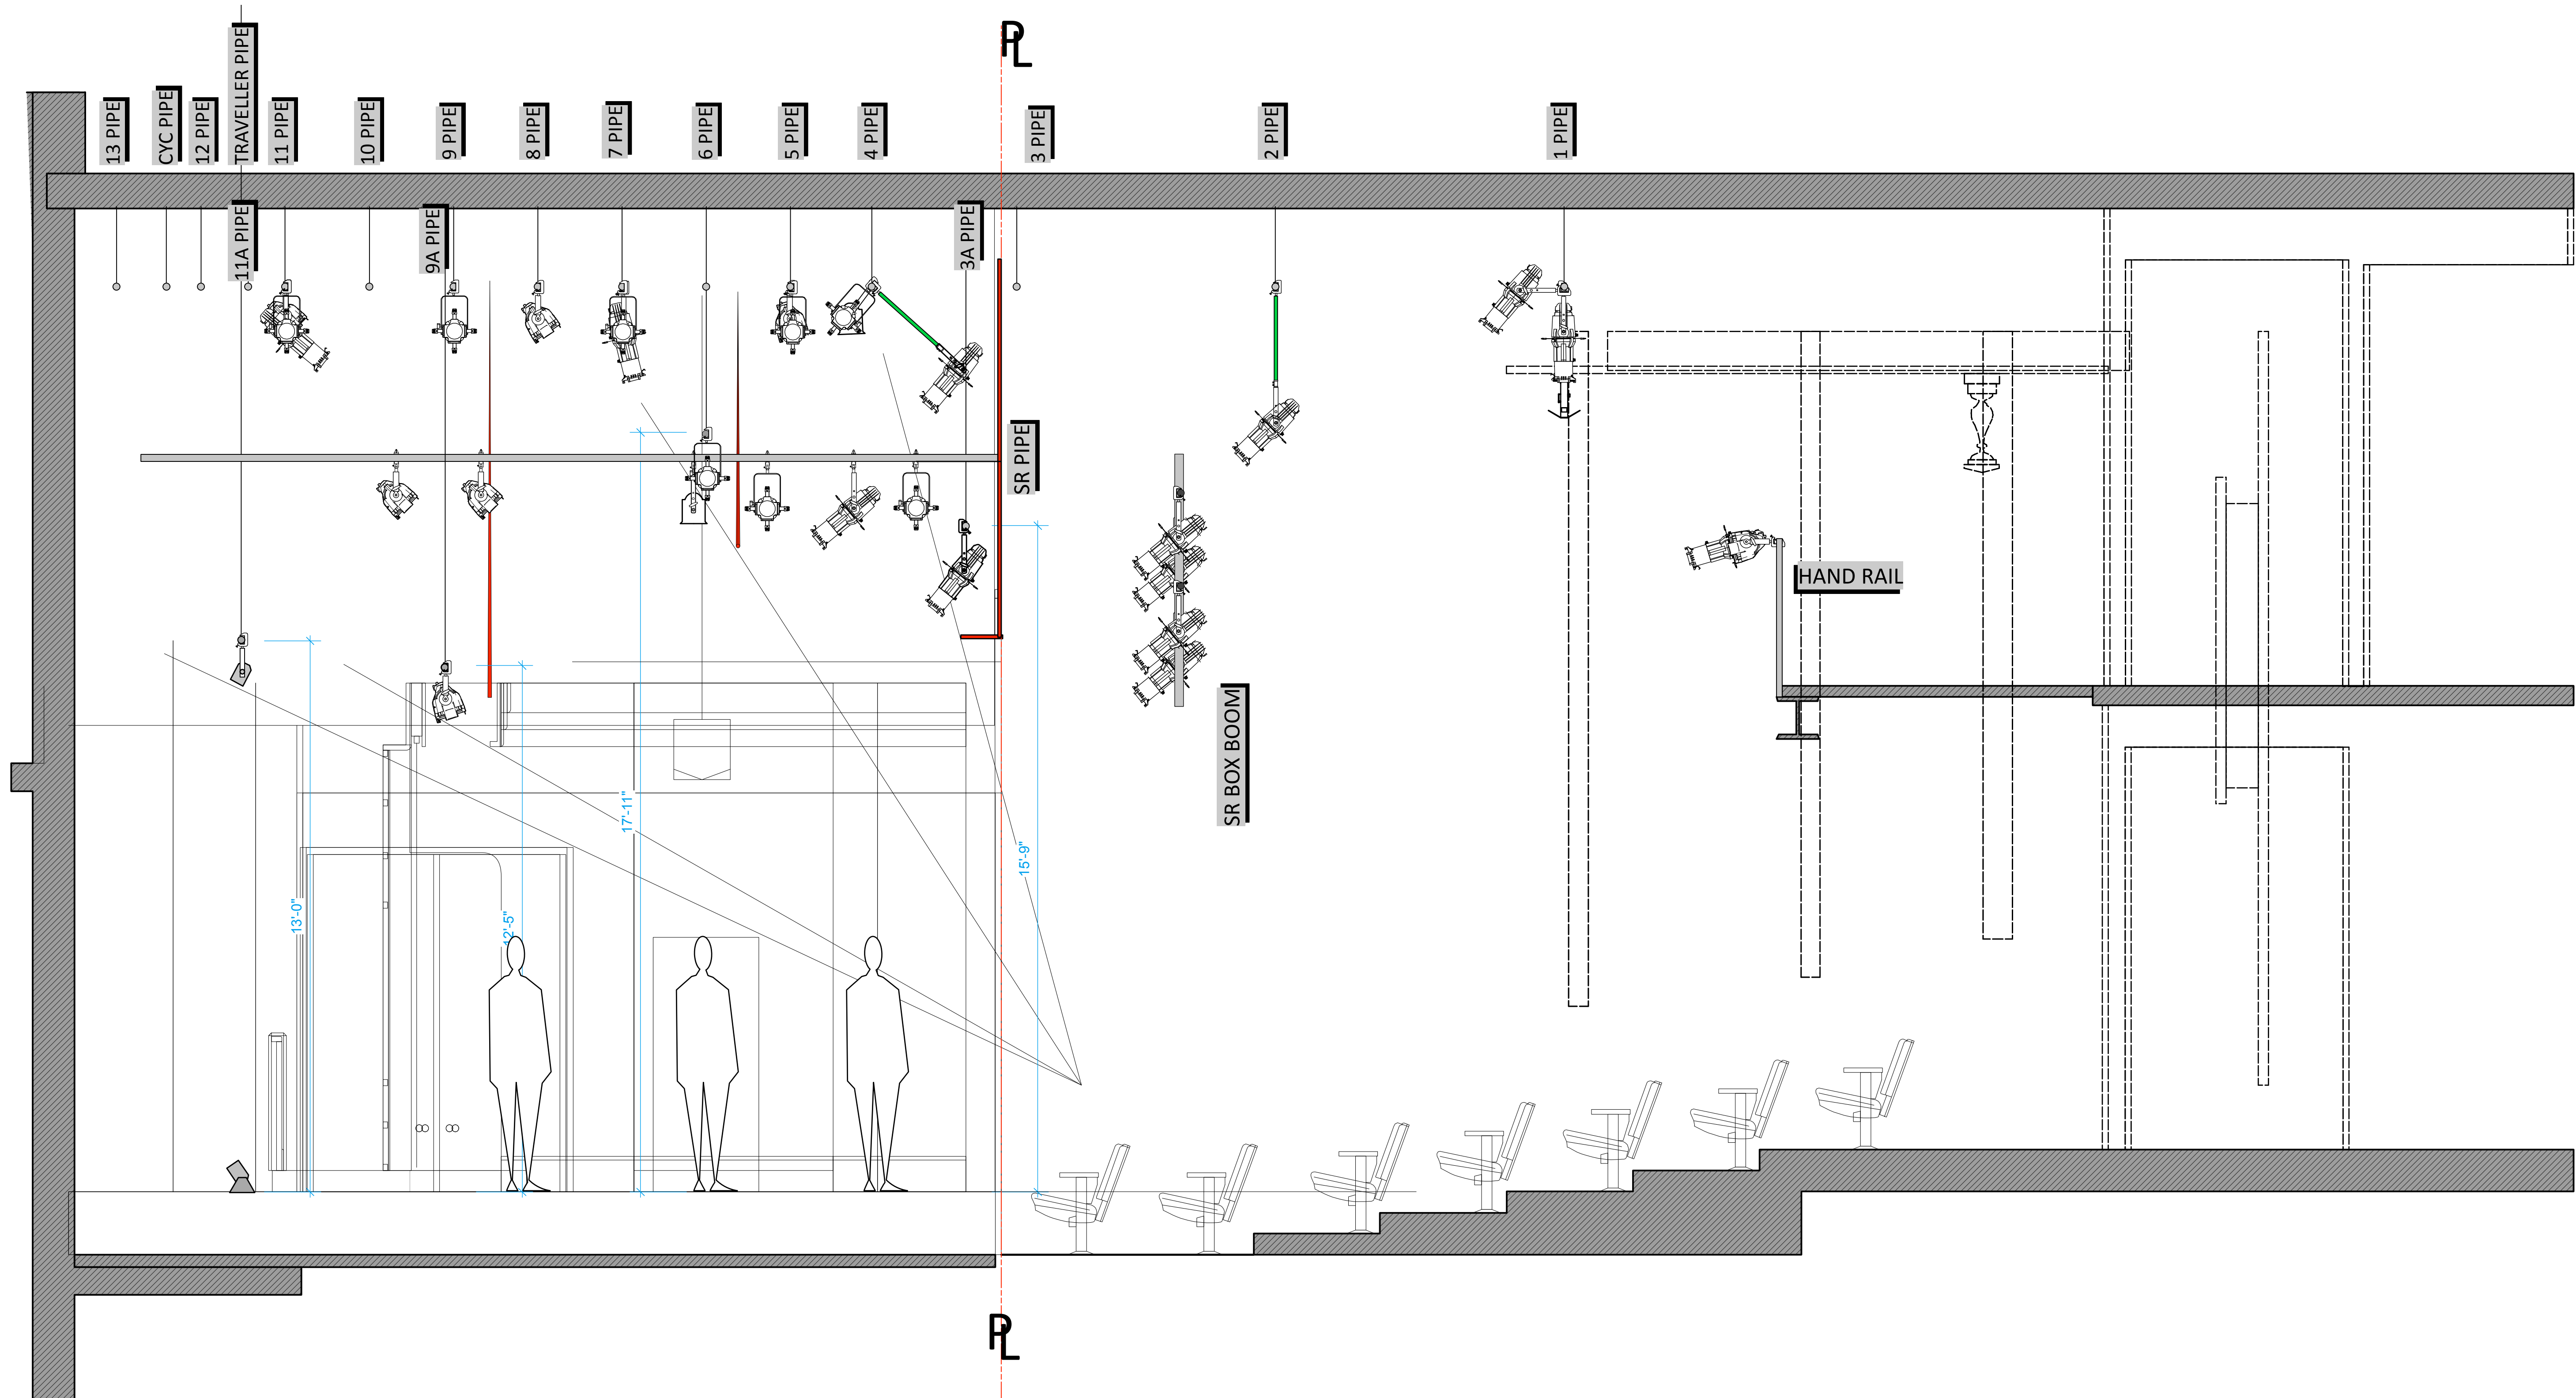 PL
13 PIPE
CYC PIPE
12 PIPE
TRAVELLER PIPE
11 PIPE
10 PIPE
9 PIPE
8 PIPE
7 PIPE
6 PIPE
5 PIPE
4 PIPE
3 PIPE
2 PIPE
1 PIPE
11A PIPE
9A PIPE
3A PIPE
SR PIPE
HAND RAIL
SR BOX BOOM
13'-0"
12'-5"
17'-11"
15'-9"
PL